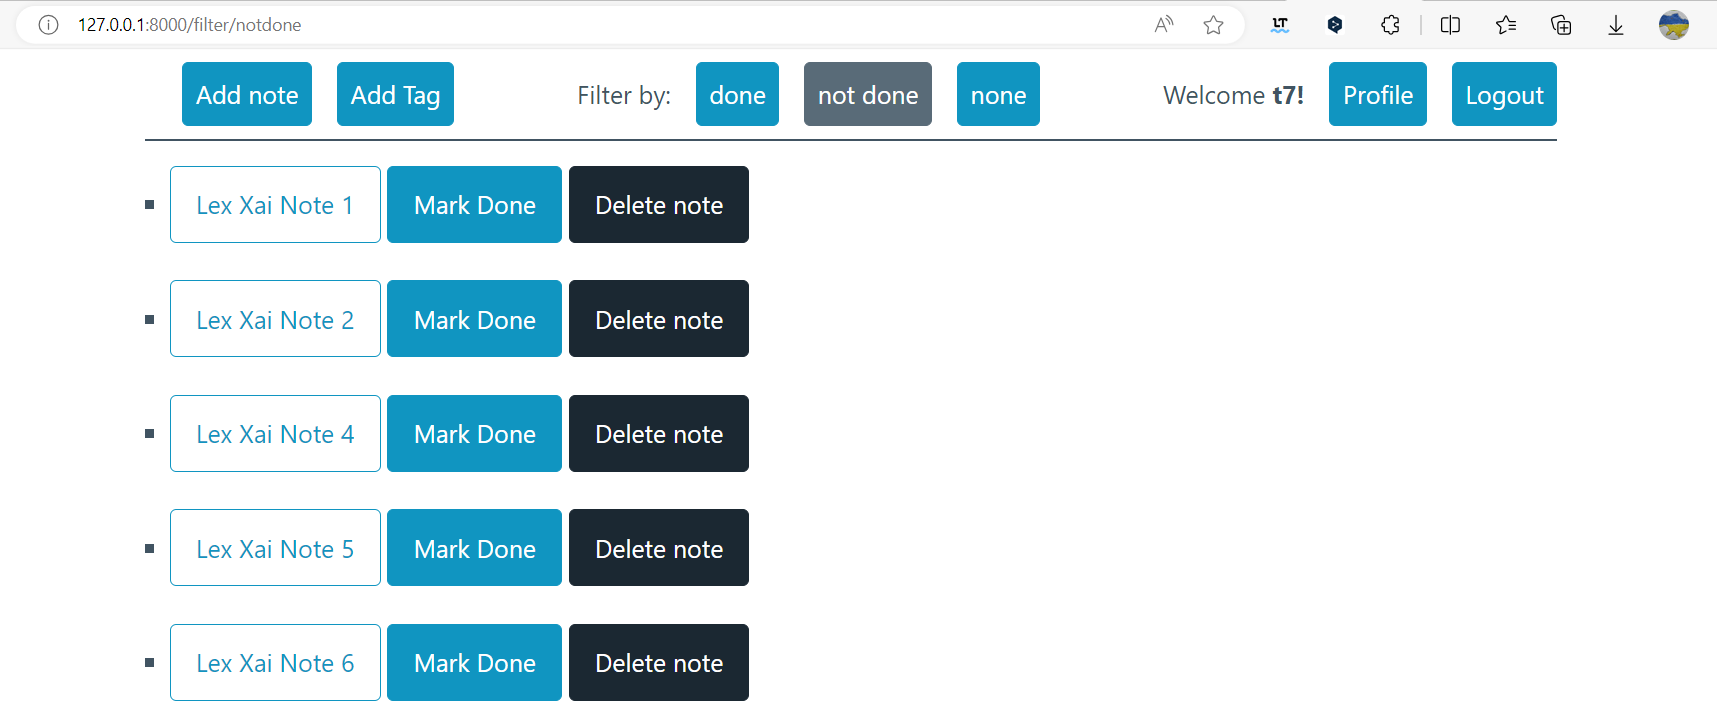 127.0.0.1:8000/filter/notdone
Add note Add Tag Filter by: done not done none Welcome t7! Profile Logout
Lex Xai Note 1 Mark Done Delete note
Lex Xai Note 2 Mark Done Delete note
Lex Xai Note 4 Mark Done Delete note
Lex Xai Note 5 Mark Done Delete note
Lex Xai Note 6 Mark Done Delete note